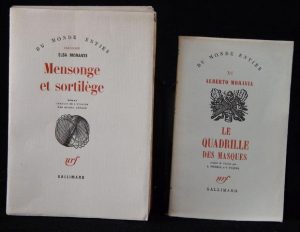 DU MONDE ENTIER
ELSA MORANTE
Mensonge
et sortilège
ROMAN
nrf
GALLIMARD
DU MONDE ENTIER
ALBERTO MORAVIA
LE
QUADRILLE
DES MASQUES
nrf
GALLIMARD